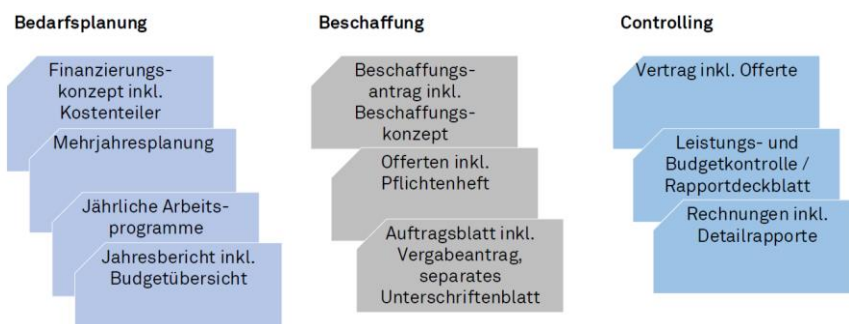 Bedarfsplanung
Finanzierungs-
konzept inkl.
Kostenteiler
Mehrjahresplanung
Jährliche Arbeits-
programme
Jahresbericht inkl.
Budgetübersicht
Beschaffung
Beschaffungs-
antrag inkl.
Beschaffungs-
konzept
Offerten inkl.
Pflichtenheft
Auftragsblatt inkl.
Vergabeantrag,
separates
Unterschriftenblatt
Controlling
Vertrag inkl. Offerte
Leistungs- und
Budgetkontrolle /
Rapportdeckblatt
Rechnungen inkl.
Detailrapporte